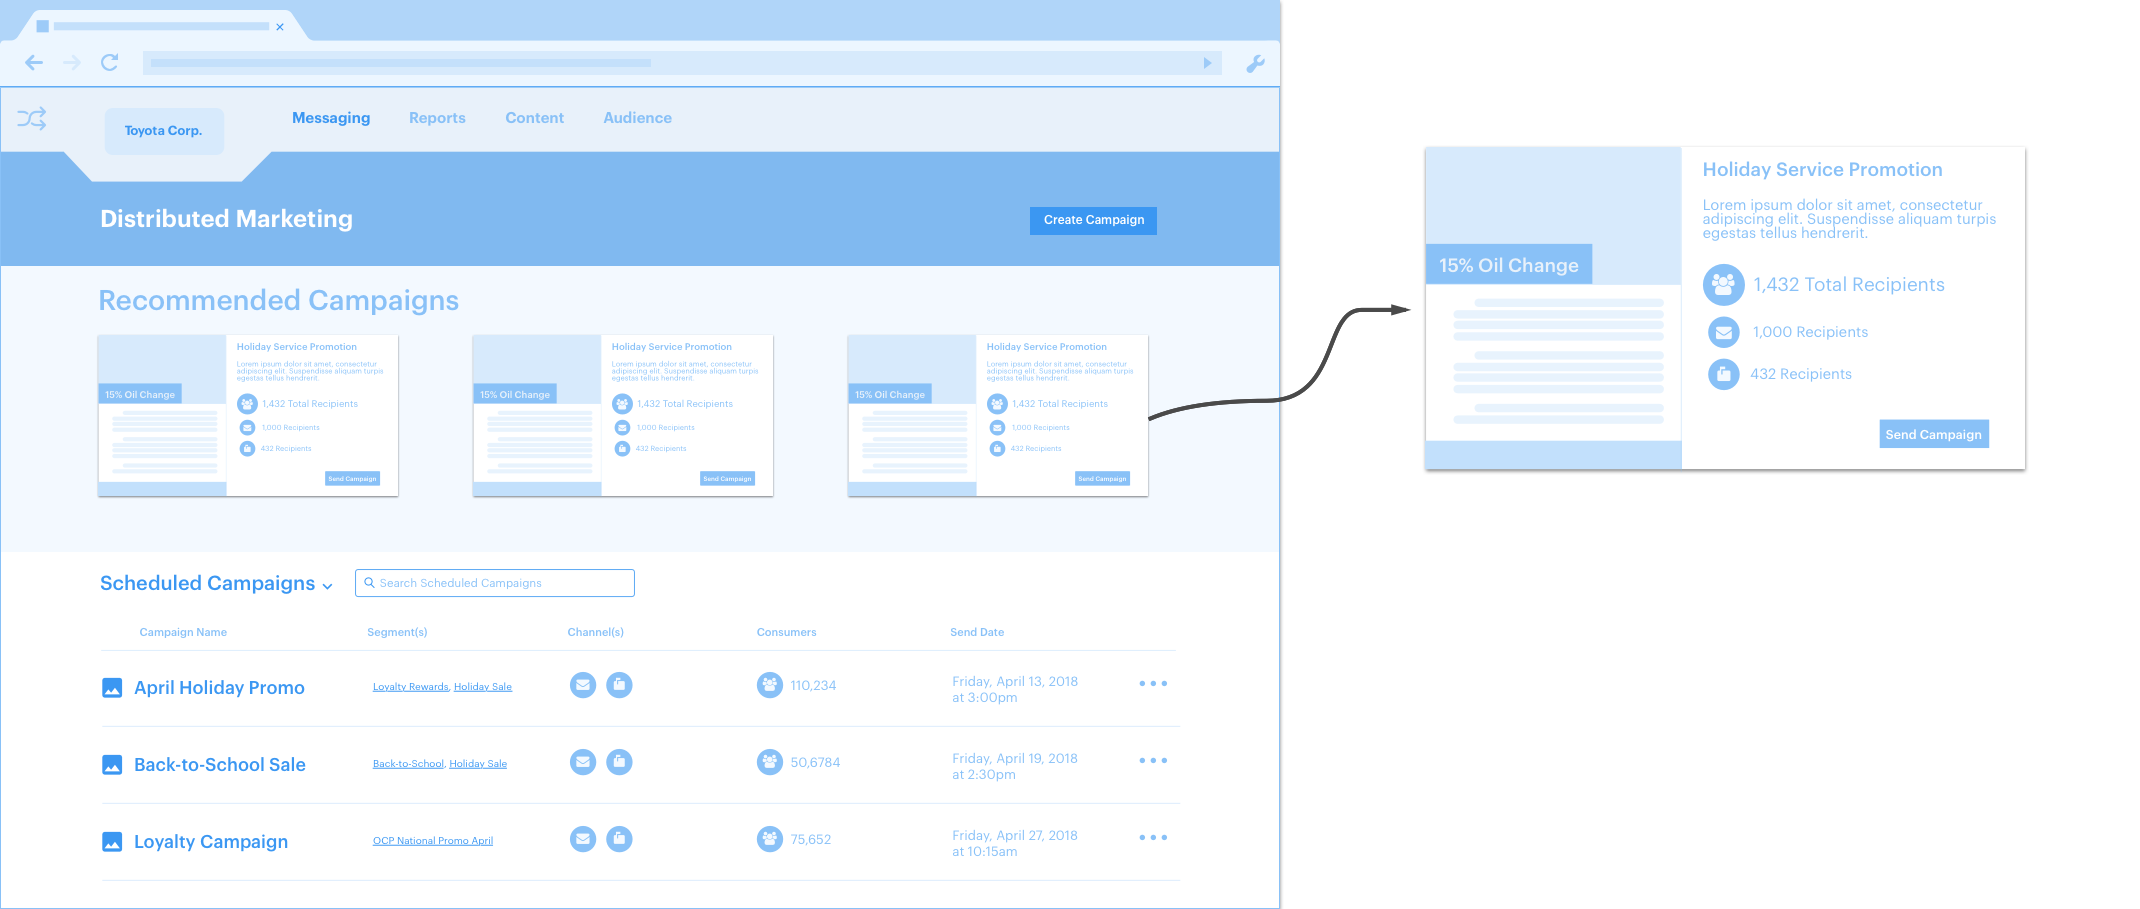 Toyota Corp.
Messaging
Reports
Content
Audience
Distributed Marketing
Create Campaign
Recommended Campaigns
15% Oil Change
Holiday Service Promotion
Lorem ipsum dolor sit amet, consectetur
adipiscing elit. Suspendisse aliquam turpis
egestas tellus hendrerit.
1,432 Total Recipients
1,000 Recipients
432 Recipients
Send Campaign
15% Oil Change
Holiday Service Promotion
Lorem ipsum dolor sit amet, consectetur
adipiscing elit. Suspendisse aliquam turpis
egestas tellus hendrerit.
1,432 Total Recipients
1,000 Recipients
432 Recipients
Send Campaign
15% Oil Change
Holiday Service Promotion
Lorem ipsum dolor sit amet, consectetur
adipiscing elit. Suspendisse aliquam turpis
egestas tellus hendrerit.
1,432 Total Recipients
1,000 Recipients
432 Recipients
Send Campaign
Scheduled Campaigns
Search Scheduled Campaigns
Campaign Name
Segment(s)
Channel(s)
Consumers
Send Date
April Holiday Promo
Loyalty Rewards, Holiday Sale
110,234
Friday, April 13, 2018
at 3:00pm
Back-to-School Sale
Back-to-School, Holiday Sale
50,6784
Friday, April 19, 2018
at 2:30pm
Loyalty Campaign
OCP National Promo April
75,652
Friday, April 27, 2018
at 10:15am
15% Oil Change
Holiday Service Promotion
Lorem ipsum dolor sit amet, consectetur
adipiscing elit. Suspendisse aliquam turpis
egestas tellus hendrerit.
1,432 Total Recipients
1,000 Recipients
432 Recipients
Send Campaign